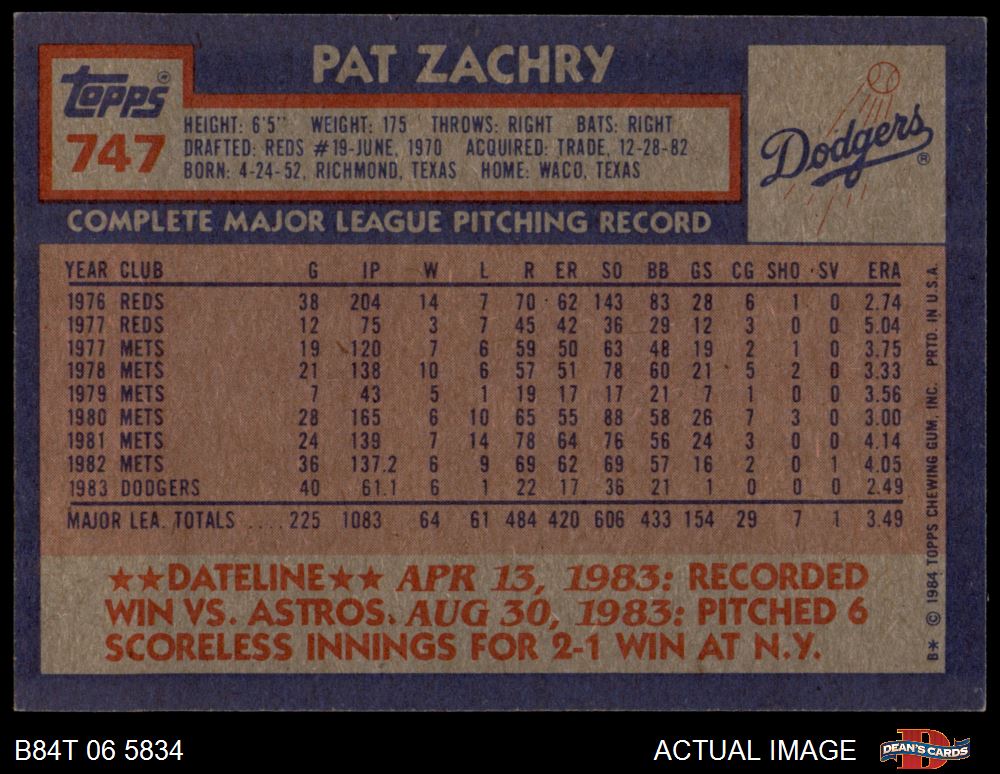 PAT ZACHRY
Topps®
747
HEIGHT: 6'5" WEIGHT: 175 THROWS: RIGHT BATS: RIGHT
DRAFTED: REDS #19-JUNE, 1970 ACQUIRED: TRADE, 12-28-82
BORN: 4-24-52, RICHMOND, TEXAS HOME: WACO, TEXAS
Dodgers®
COMPLETE MAJOR LEAGUE PITCHING RECORD
YEAR CLUB G IP W L R ER SO BB GS CG SHO SV ERA
1976 REDS 38 204 14 7 70 62 143 83 28 6 1 0 2.74
1977 REDS 12 75 3 7 45 42 36 29 12 3 0 0 5.04
1977 METS 19 120 7 6 59 50 63 48 19 2 1 0 3.75
1978 METS 21 138 10 6 57 51 78 60 21 5 2 0 3.33
1979 METS 7 43 5 1 19 17 17 21 7 1 0 0 3.56
1980 METS 28 165 6 10 65 55 88 58 26 7 3 0 3.00
1981 METS 24 139 7 14 78 64 76 56 24 3 0 0 4.14
1982 METS 36 137.2 6 9 69 62 69 57 16 2 0 1 4.05
1983 DODGERS 40 61.1 6 1 22 17 36 21 1 0 0 0 2.49
MAJOR LEA. TOTALS .... 225 1083 64 61 484 420 606 433 154 29 7 1 3.49
★★DATELINE★★ APR 13, 1983: RECORDED
WIN VS. ASTROS. AUG 30, 1983: PITCHED 6
SCORELESS INNINGS FOR 2-1 WIN AT N.Y.
B* © 1984 TOPPS CHEWING GUM, INC. PRTD. IN U.S.A.
B84T 06 5834
ACTUAL IMAGE
DEAN'S CARDS